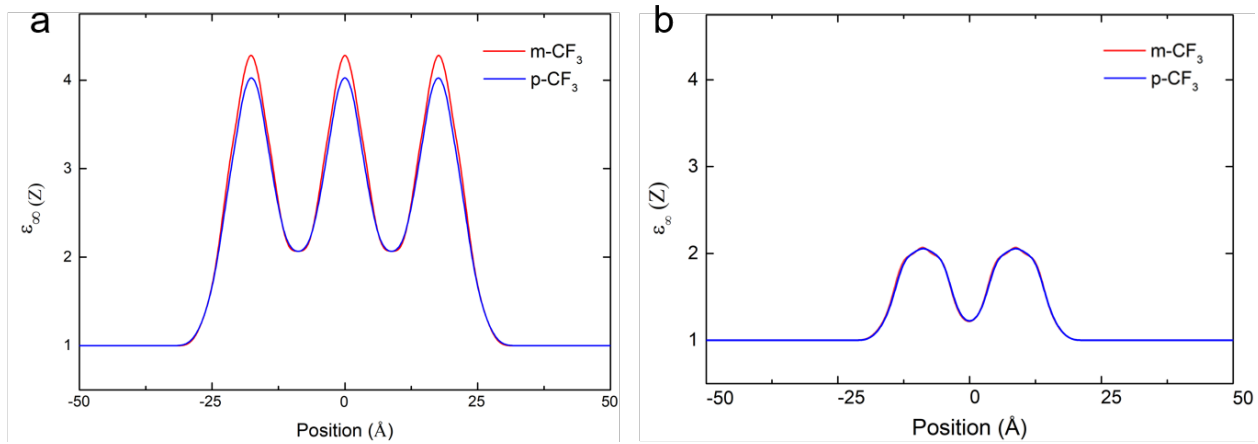 a
m-CF₃
p-CF₃
4
3
2
1
ε∞ (Z)
-50
-25
0
25
50
Position (Å)
b
m-CF₃
p-CF₃
4
3
2
1
ε∞ (Z)
-50
-25
0
25
50
Position (Å)